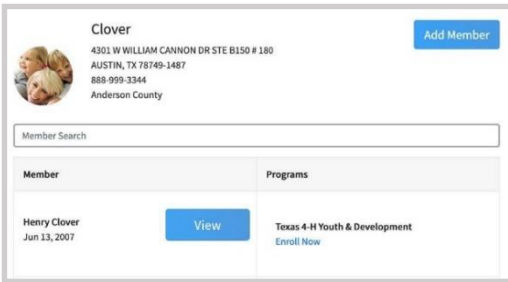 Clover
Add Member
4301 W WILLIAM CANNON DR STE B150 # 180
AUSTIN, TX 78749-1487
888-999-3344
Anderson County
Member Search
Member
Programs
Henry Clover
Jun 13, 2007
View
Texas 4-H Youth & Development
Enroll Now